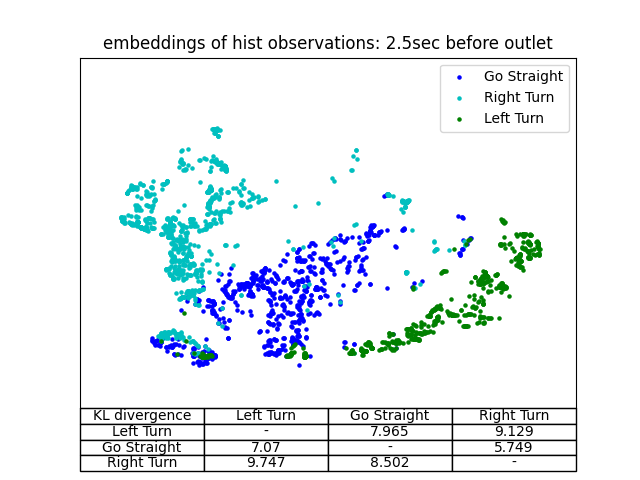 embeddings of hist observations: 2.5sec before outlet
Go Straight
Right Turn
Left Turn
KL divergence Left Turn Go Straight Right Turn
Left Turn - 7.965 9.129
Go Straight 7.07 - 5.749
Right Turn 9.747 8.502 -